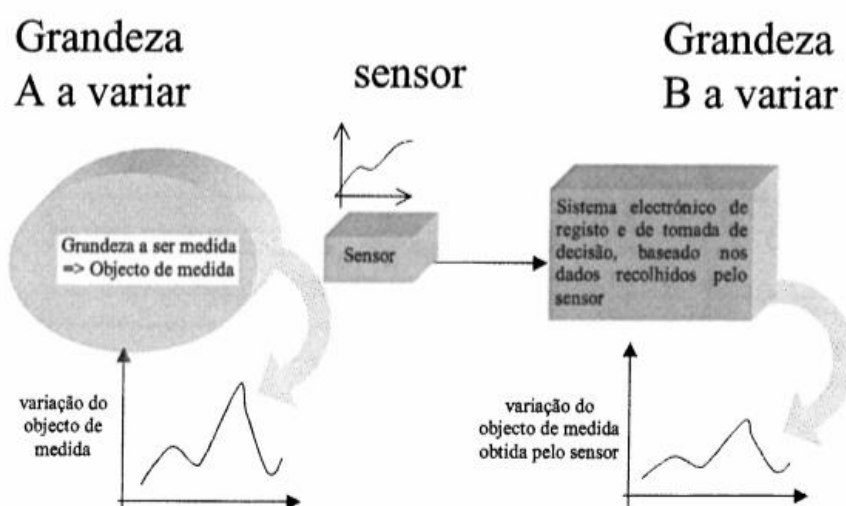 Grandeza
A a variar
sensor
Grandeza
B a variar
Grandeza a ser medida
=> Objecto de medida
Sensor
Sistema electrónico de
registo e de tomada de
decisão, baseado nos
dados recolhidos pelo
sensor
variação do
objecto de
medida
variação do
objecto de medida
obtida pelo sensor